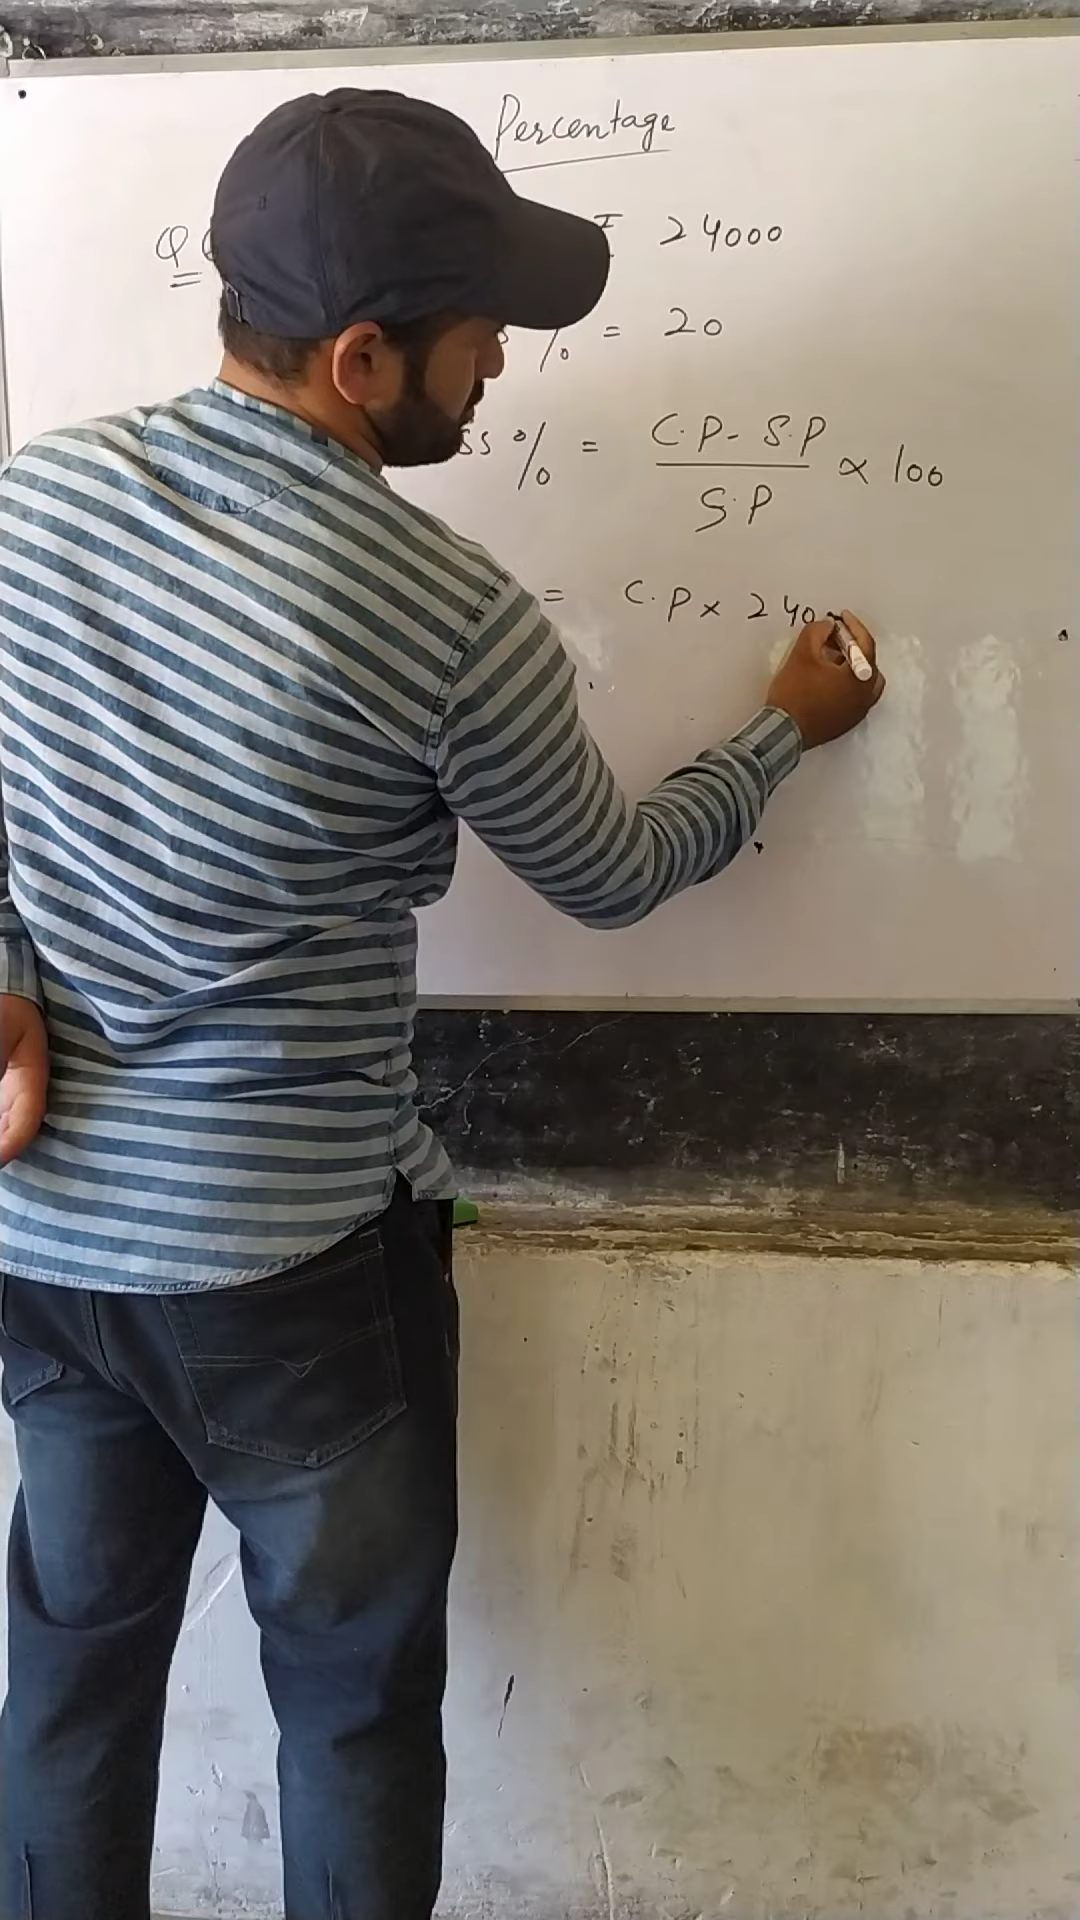 Percentage
Q 24000
% = 20
ss % = C.P - S.P / S.P × 100
= C.P × 240